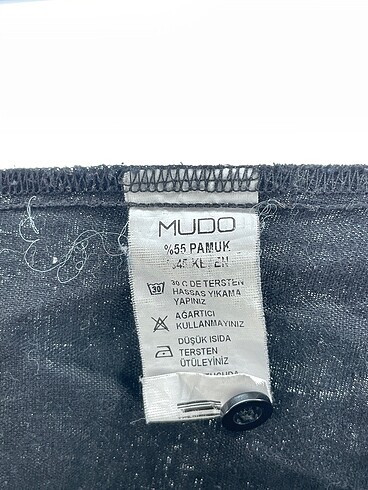 MUDO
%55 PAMUK
%45 KETEN
30 C DE TERSTEN
HASSAS YIKAMA
YAPINIZ
AĞARTICI
KULLANMAYINIZ
DÜŞÜK ISIDA
TERSTEN
ÜTÜLEYİNİZ